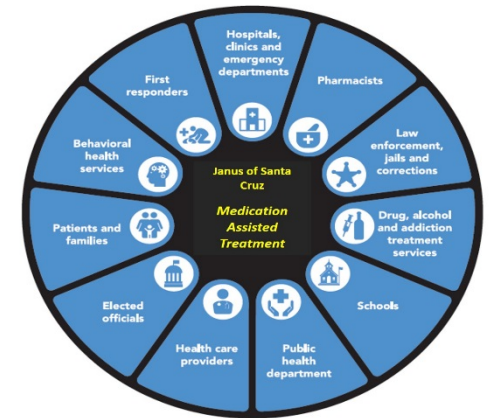 Hospitals,
clinics and
emergency
departments
Pharmacists
Law
enforcement,
jails and
corrections
Drug, alcohol
and addiction
treatment
services
Schools
Public
health
department
Health care
providers
Elected
officials
Patients and
families
Behavioral
health
services
First
responders
Janus of Santa
Cruz
Medication
Assisted
Treatment